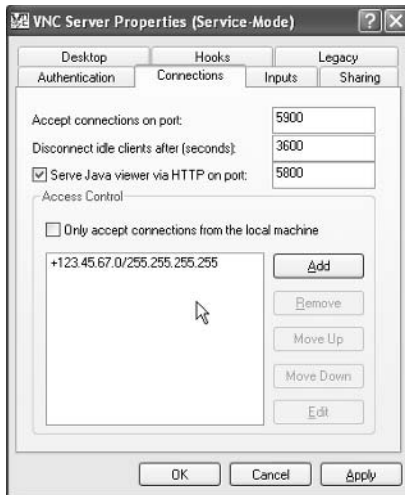 VNC Server Properties (Service-Mode)
Desktop Hooks Legacy
Authentication Connections Inputs Sharing
Accept connections on port: 5900
Disconnect idle clients after (seconds): 3600
Serve Java viewer via HTTP on port: 5800
Access Control
Only accept connections from the local machine
+123.45.67.0/255.255.255.255
Add
Remove
Move Up
Move Down
Edit
OK Cancel Apply